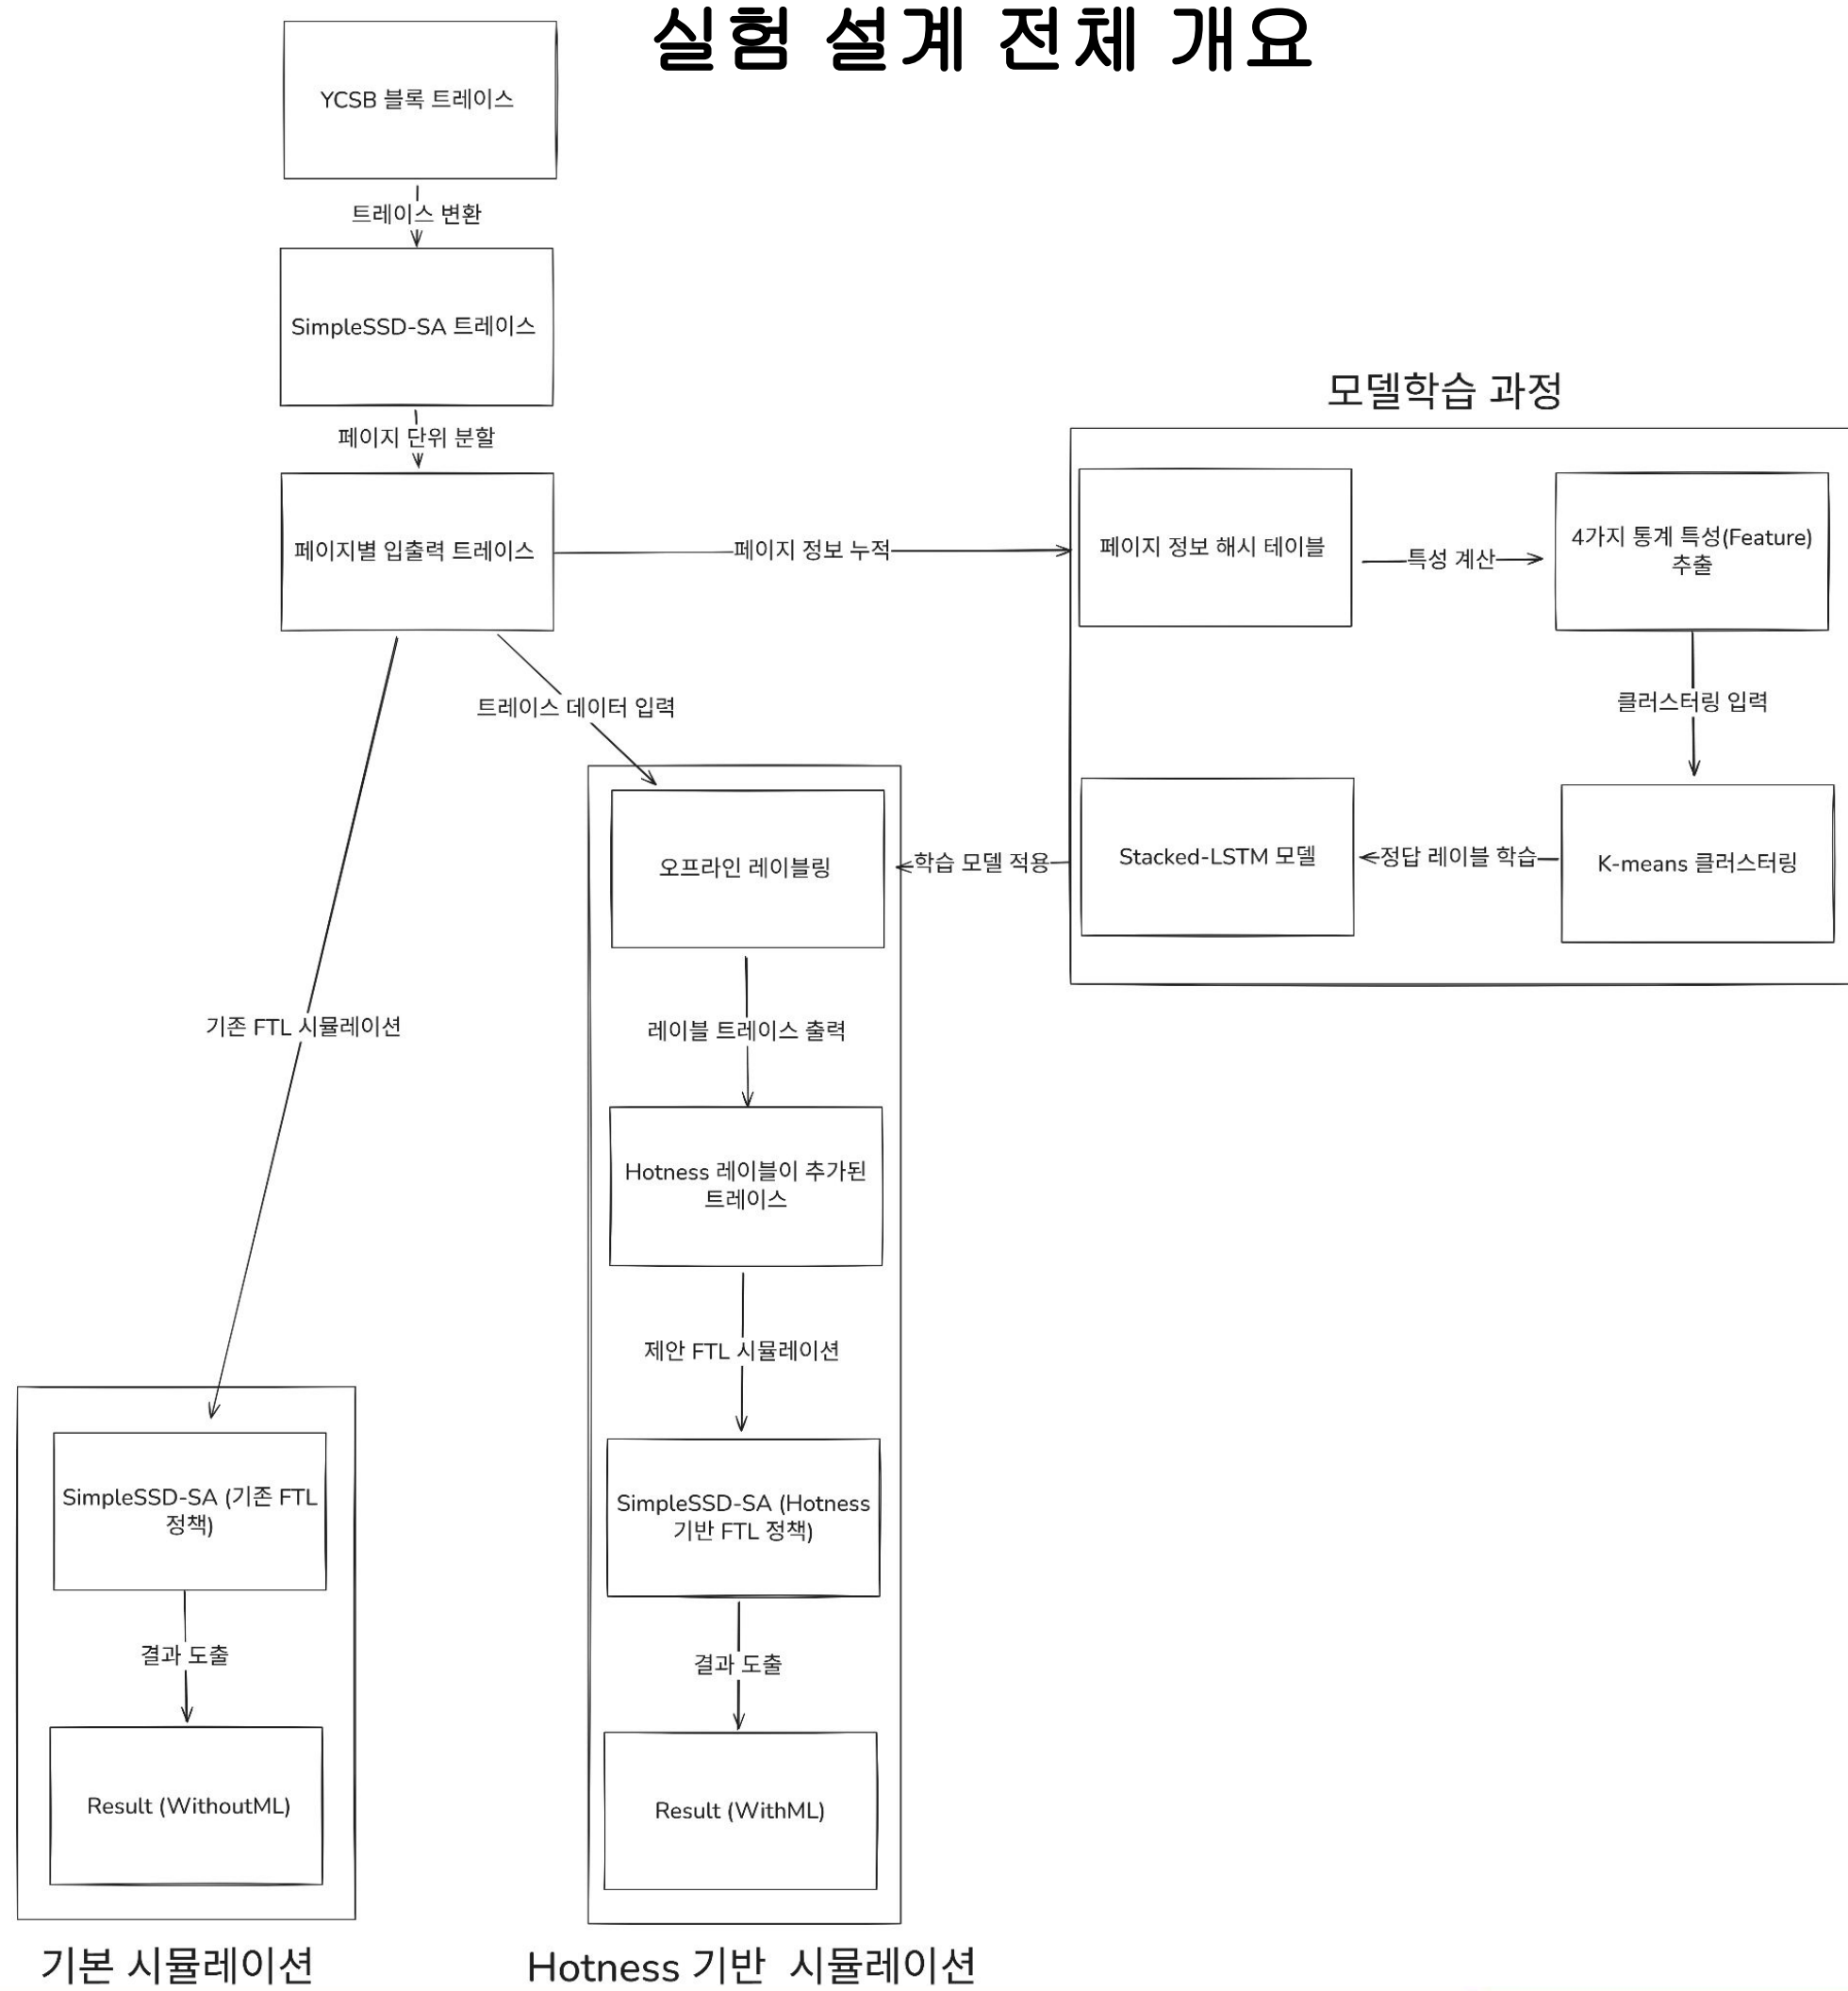 실험 설계 전체 개요
YCSB 블록 트레이스
트레이스 변환
SimpleSSD-SA 트레이스
페이지 단위 분할
페이지별 입출력 트레이스
페이지 정보 누적
모델학습 과정
페이지 정보 해시 테이블
특성 계산
4가지 통계 특성(Feature)
추출
클러스터링 입력
K-means 클러스터링
정답 레이블 학습
Stacked-LSTM 모델
학습 모델 적용
트레이스 데이터 입력
오프라인 레이블링
레이블 트레이스 출력
Hotness 레이블이 추가된
트레이스
제안 FTL 시뮬레이션
SimpleSSD-SA (Hotness
기반 FTL 정책)
결과 도출
Result (WithML)
Hotness 기반 시뮬레이션
기존 FTL 시뮬레이션
SimpleSSD-SA (기존 FTL
정책)
결과 도출
Result (WithoutML)
기본 시뮬레이션